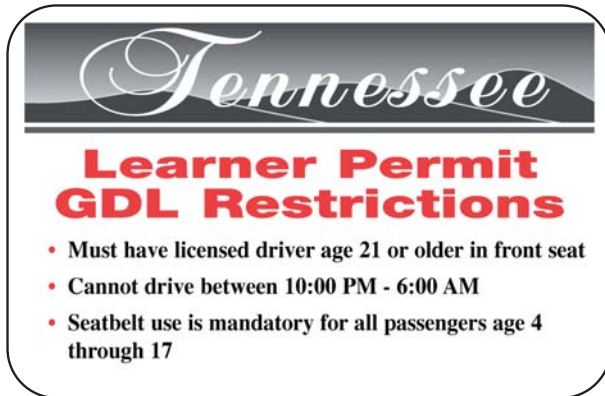 Tennessee
Learner Permit
GDL Restrictions
• Must have licensed driver age 21 or older in front seat
• Cannot drive between 10:00 PM - 6:00 AM
• Seatbelt use is mandatory for all passengers age 4
through 17